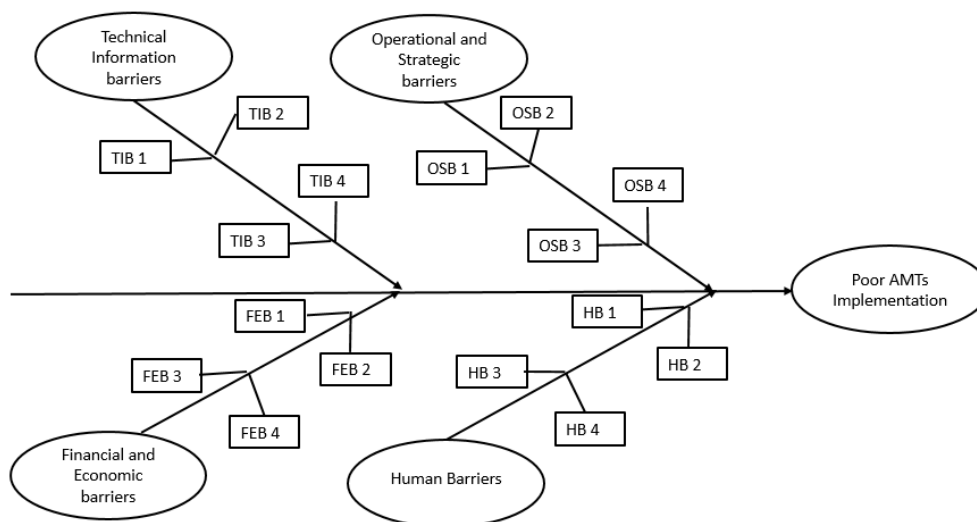 Technical
Information
barriers
Operational and
Strategic
barriers
TIB 2
OSB 2
TIB 1
OSB 1
TIB 4
OSB 4
TIB 3
OSB 3
Poor AMTs
Implementation
FEB 1
HB 1
FEB 2
HB 2
FEB 3
HB 3
FEB 4
HB 4
Financial and
Economic
barriers
Human Barriers